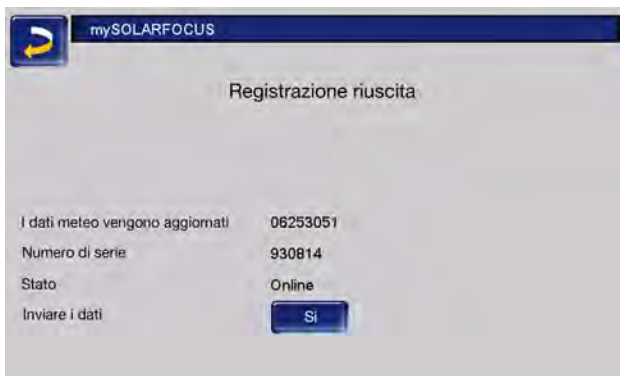 mySOLARFOCUS
Registrazione riuscita
I dati meteo vengono aggiornati 06253051
Numero di serie 930814
Stato Online
Inviare i dati Si